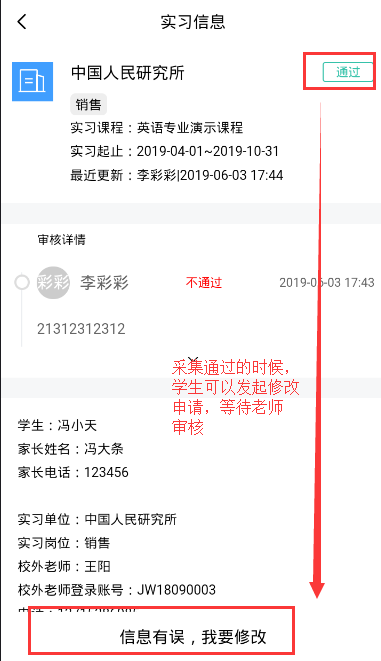 实习信息
中国人民研究所
通过
销售
实习课程：英语专业演示课程
实习起止：2019-04-01~2019-10-31
最近更新：李彩彩|2019-06-03 17:44
审核详情
彩彩 李彩彩 不通过 2019-06-03 17:43
21312312312
采集通过的时候，
学生可以发起修改
申请，等待老师
审核
学生：冯小天
家长姓名：冯大条
家长电话：123456
实习单位：中国人民研究所
实习岗位：销售
校外老师：王阳
校外老师登录账号：JW18090003
信息有误，我要修改